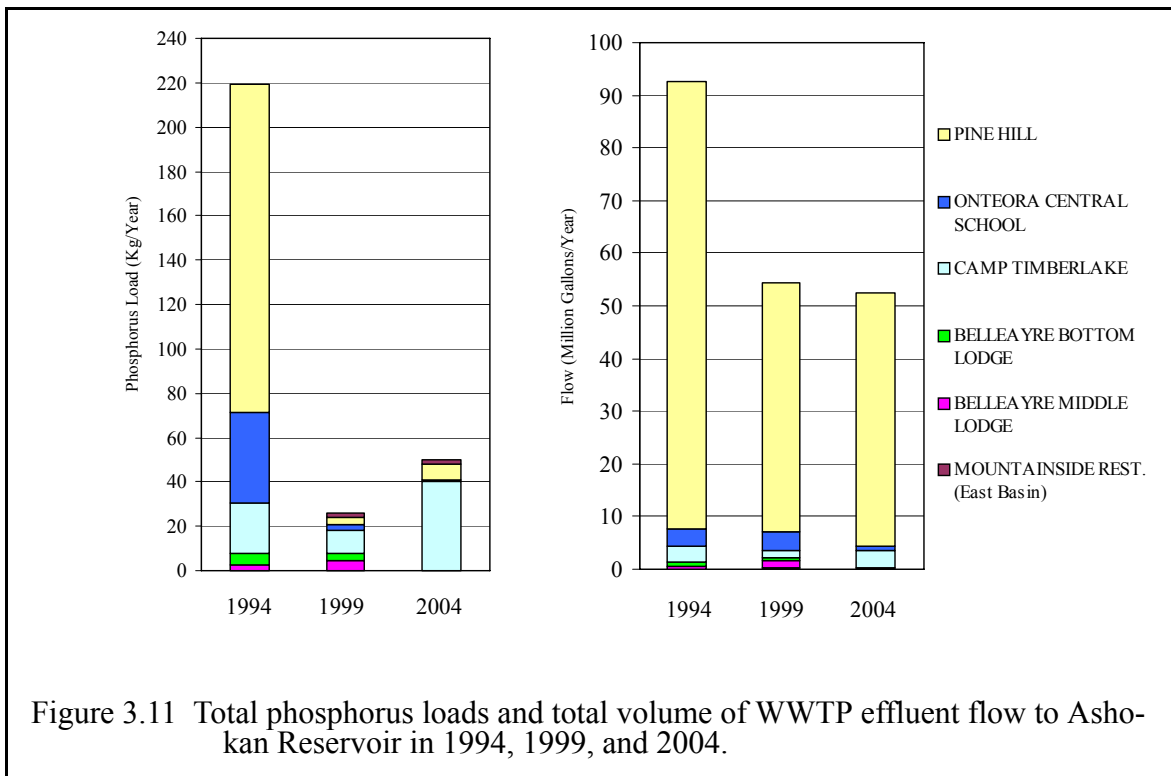 240
220
200
180
160
140
120
100
80
60
40
20
0
Phosphorus Load (Kg/Year)
1994 1999 2004
100
90
80
70
60
50
40
30
20
10
0
Flow (Million Gallons/Year)
1994 1999 2004
PINE HILL
ONTEORA CENTRAL
SCHOOL
CAMP TIMBERLAKE
BELLEAYRE BOTTOM
LODGE
BELLEAYRE MIDDLE
LODGE
MOUNTAINSIDE REST.
(East Basin)
Figure 3.11 Total phosphorus loads and total volume of WWTP effluent flow to Asho-
kan Reservoir in 1994, 1999, and 2004.